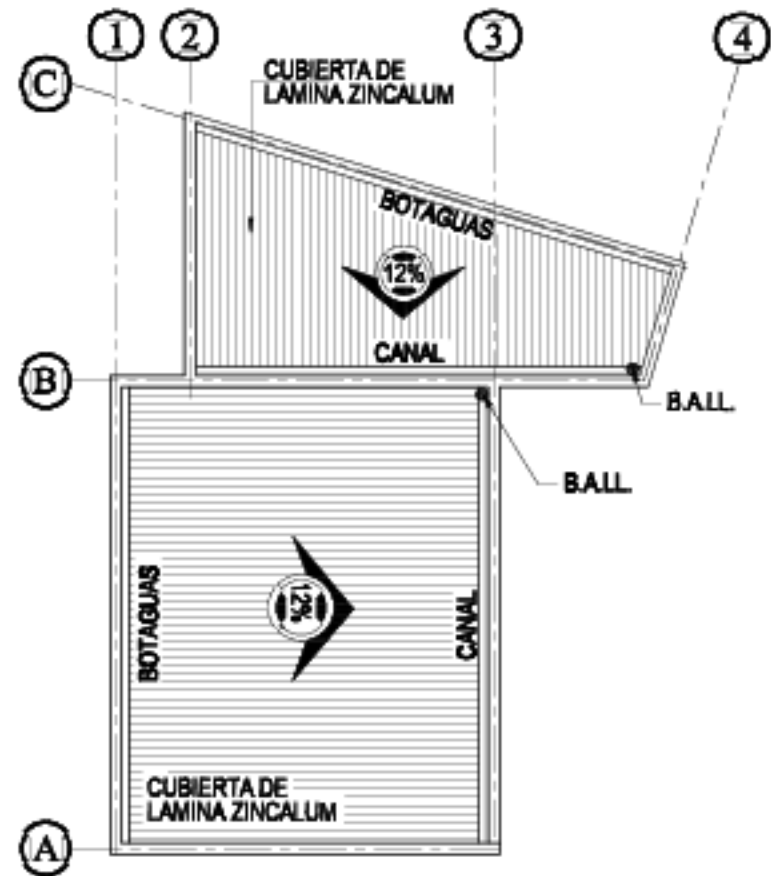 1
2
3
4
C
CUBIERTA DE
LAMINA ZINCALUM
BOTAGUAS
12%
CANAL
B
B.A.LL.
B.A.LL.
BOTAGUAS
12%
CANAL
CUBIERTA DE
LAMINA ZINCALUM
A